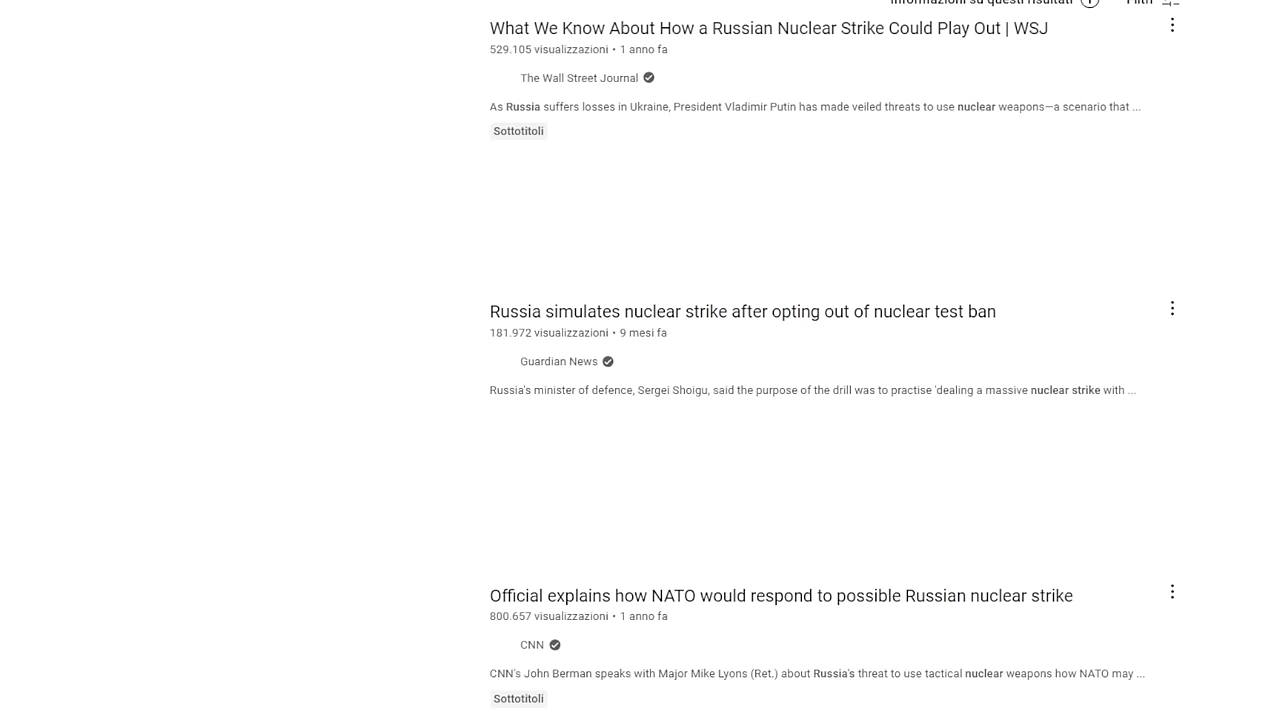 What We Know About How a Russian Nuclear Strike Could Play Out | WSJ
529.105 visualizzazioni • 1 anno fa
The Wall Street Journal
As Russia suffers losses in Ukraine, President Vladimir Putin has made veiled threats to use nuclear weapons—a scenario that ...
Sottotitoli
Russia simulates nuclear strike after opting out of nuclear test ban
181.972 visualizzazioni • 9 mesi fa
Guardian News
Russia's minister of defence, Sergei Shoigu, said the purpose of the drill was to practise 'dealing a massive nuclear strike with ...
Official explains how NATO would respond to possible Russian nuclear strike
800.657 visualizzazioni • 1 anno fa
CNN
CNN's John Berman speaks with Major Mike Lyons (Ret.) about Russia's threat to use tactical nuclear weapons how NATO may ...
Sottotitoli